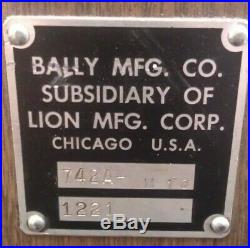 BALLY MFG. CO.
SUBSIDIARY OF
LION MFG. CORP.
CHICAGO U.S.A.
742A-
1221